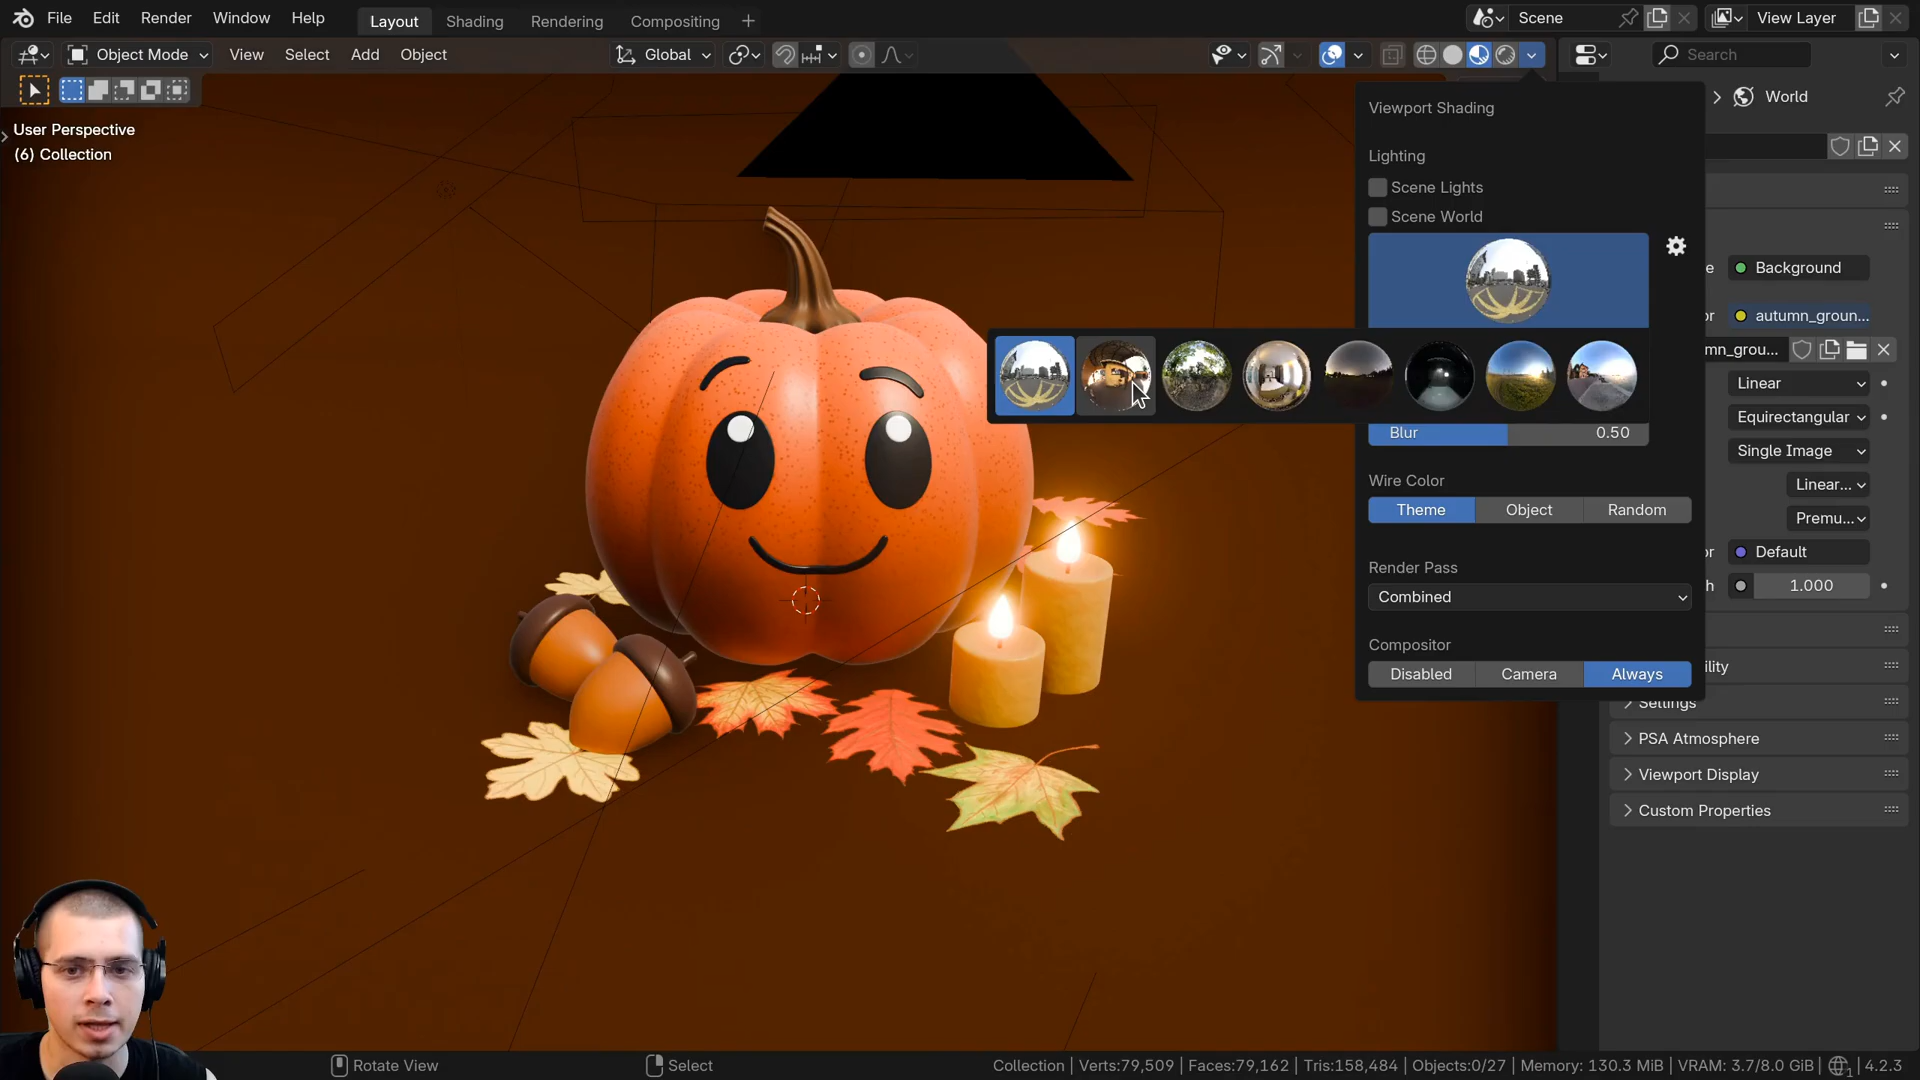 File Edit Render Window Help Layout Shading Rendering Compositing + Scene View Layer
Object Mode View Select Add Object Global Search
User Perspective
(6) Collection
Viewport Shading
World
Lighting
Scene Lights
Scene World
Background
autumn_groun...
mn_grou...
Linear
Equirectangular
Blur 0.50
Single Image
Wire Color
Linear...
Theme Object Random
Premu...
Default
Render Pass
1.000
Combined
Compositor
Disabled Camera Always
ility
Settings
PSA Atmosphere
Viewport Display
Custom Properties
Rotate View Select Collection | Verts:79,509 | Faces:79,162 | Tris:158,484 | Objects:0/27 | Memory: 130.3 MiB | VRAM: 3.7/8.0 GiB | 1 | 4.2.3